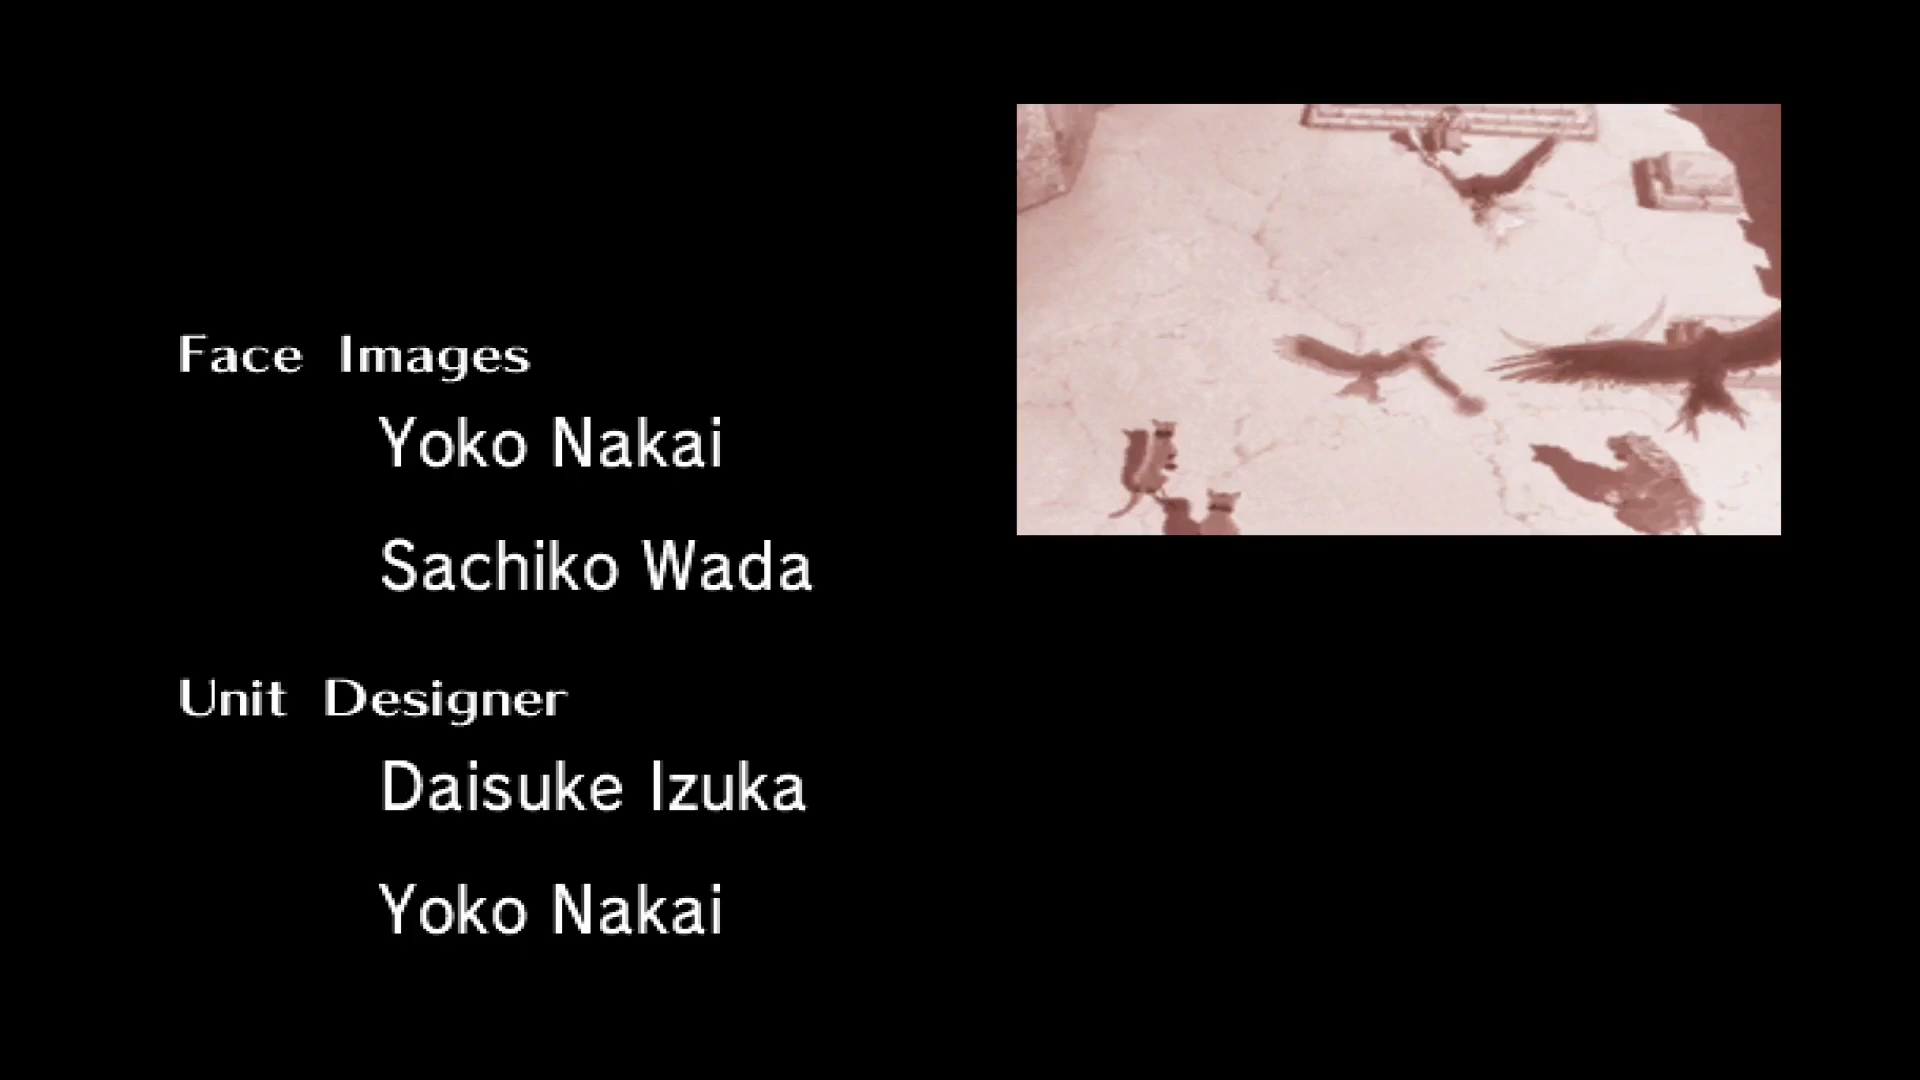 Face Images
Yoko Nakai
Sachiko Wada
Unit Designer
Daisuke Izuka
Yoko Nakai